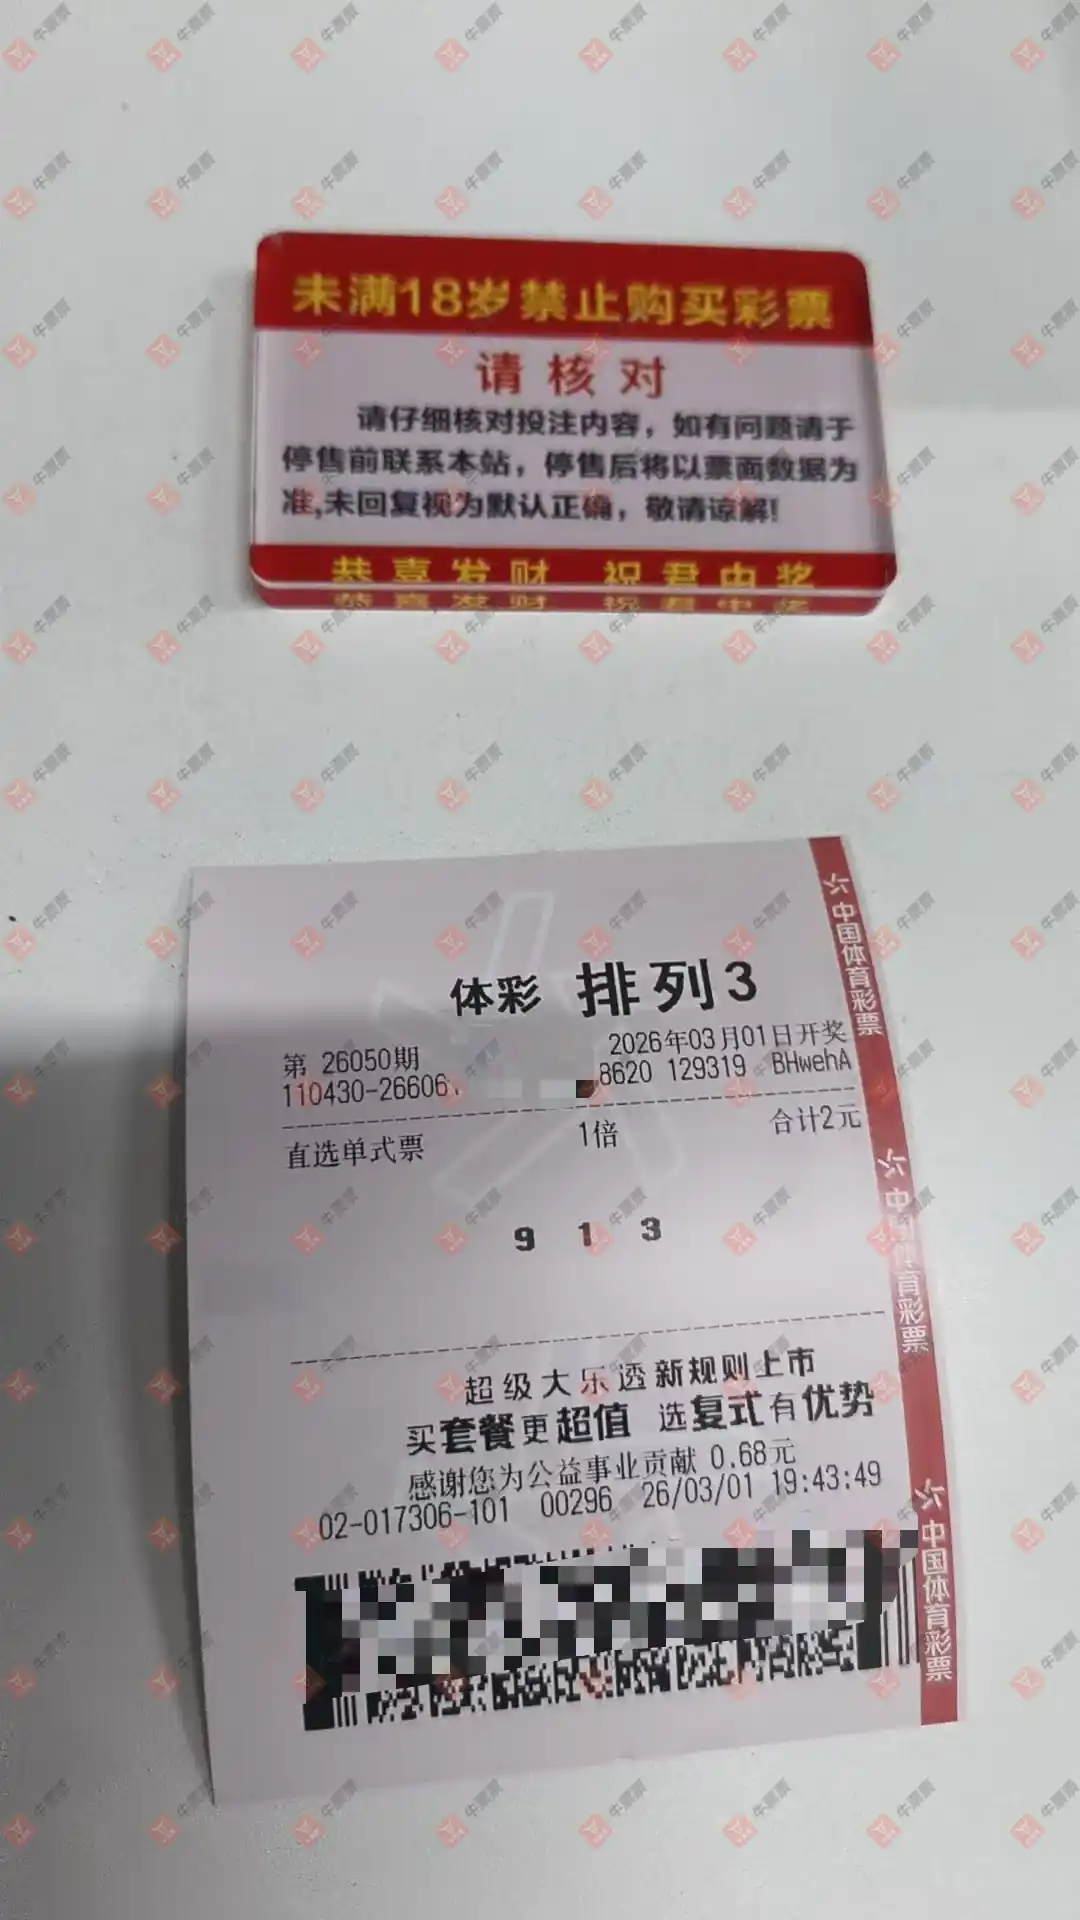 未满18岁禁止购买彩票
请核对
请仔细核对投注内容，如有问题请于
停售前联系本站，停售后将以票面数据为
准,未回复视为默认正确，敬请谅解!
恭喜发财 祝君中奖
体彩 排列3
第 26050期 2026年03月01日开奖
110430-26606 8620 129319 BHwehA
直选单式票 1倍 合计2元
9 1 3
超级大乐透新规则上市
买套餐更超值 选复式有优势
感谢您为公益事业贡献 0.68元
02-017306-101 00296 26/03/01 19:43:49
中国体育彩票
中国体育彩票
中国体育彩票
牛票票